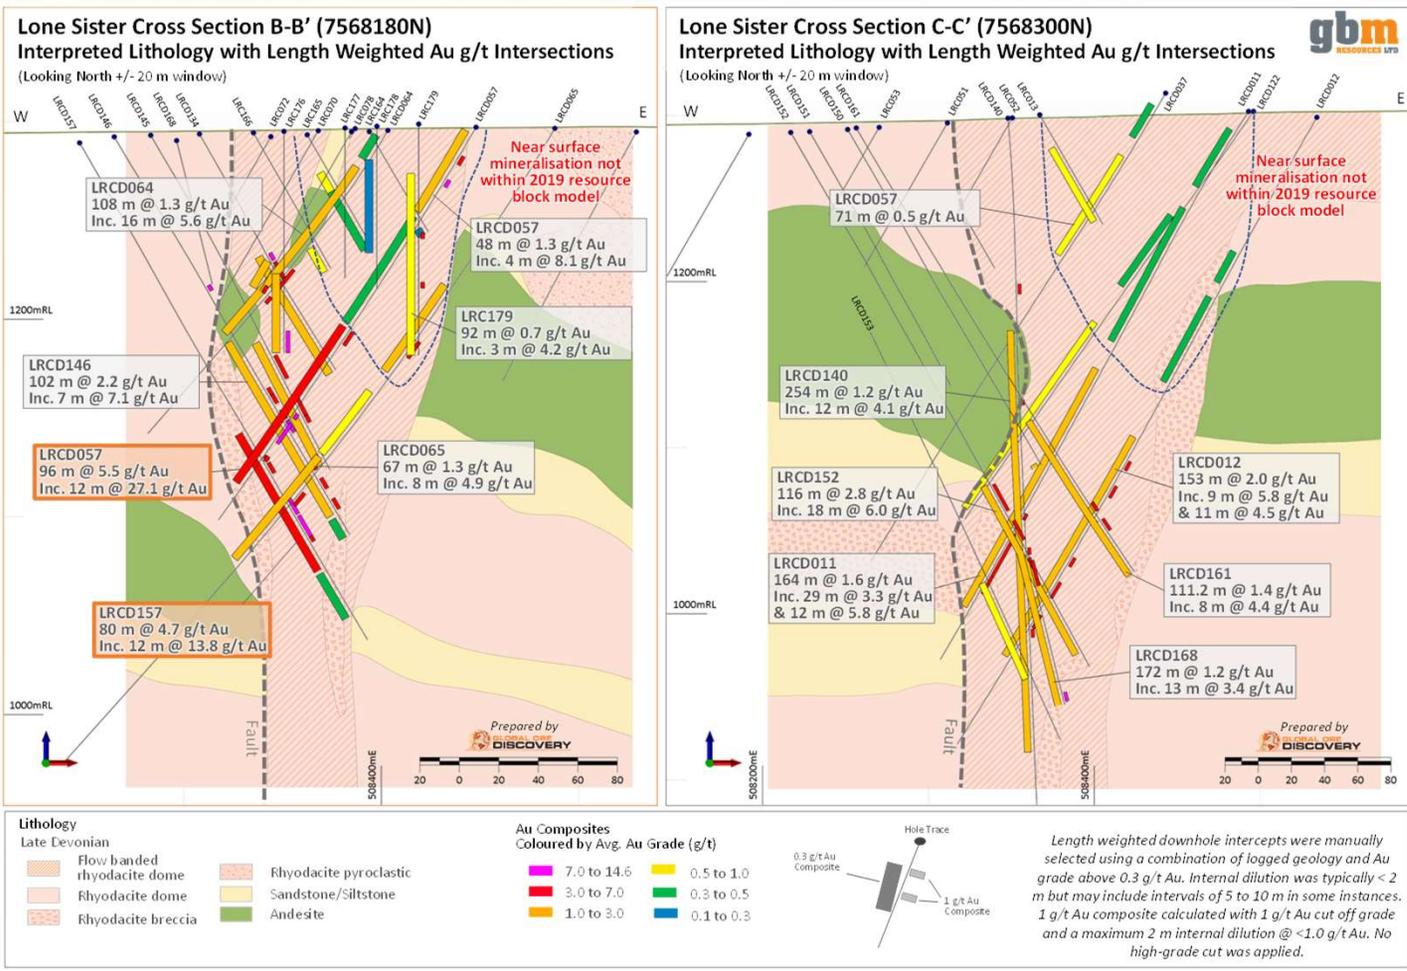 Lone Sister Cross Section B-B’ (7568180N)
Interpreted Lithology with Length Weighted Au g/t Intersections
(Looking North +/- 20 m window)
W
LRCD157
LRCD146
LRCD145
LRCD168
LRCD134
LRC166
LRCD072
LRC176
LRC165
LRCD70
LRC177
LRC078
LRC164
LRC178
LRCD064
LRC179
LRCD057
LRCD065
E
Near surface
mineralisation not
within 2019 resource
block model
LRCD064
108 m @ 1.3 g/t Au
Inc. 16 m @ 5.6 g/t Au
LRCD057
48 m @ 1.3 g/t Au
Inc. 4 m @ 8.1 g/t Au
1200mRL
LRC179
92 m @ 0.7 g/t Au
Inc. 3 m @ 4.2 g/t Au
LRCD146
102 m @ 2.2 g/t Au
Inc. 7 m @ 7.1 g/t Au
LRCD057
96 m @ 5.5 g/t Au
Inc. 12 m @ 27.1 g/t Au
LRCD065
67 m @ 1.3 g/t Au
Inc. 8 m @ 4.9 g/t Au
LRCD157
80 m @ 4.7 g/t Au
Inc. 12 m @ 13.8 g/t Au
1000mRL
Fault
Prepared by
GLOBAL ORE
DISCOVERY
508400mE
20 0 20 40 60 80
Lone Sister Cross Section C-C’ (7568300N)
Interpreted Lithology with Length Weighted Au g/t Intersections
(Looking North +/- 20 m window)
gbm
RESOURCES LTD
W
LRCD152
LRCD151
LRCD150
LRCD161
LRC053
LRC051
LRCD140
LRC052
LRC013
LRCD037
LRCD011
LRCD122
LRCD012
E
Near surface
mineralisation not
within 2019 resource
block model
LRCD057
71 m @ 0.5 g/t Au
1200mRL
LRCD153
LRCD140
254 m @ 1.2 g/t Au
Inc. 12 m @ 4.1 g/t Au
LRCD152
116 m @ 2.8 g/t Au
Inc. 18 m @ 6.0 g/t Au
LRCD012
153 m @ 2.0 g/t Au
Inc. 9 m @ 5.8 g/t Au
& 11 m @ 4.5 g/t Au
LRCD011
164 m @ 1.6 g/t Au
Inc. 29 m @ 3.3 g/t Au
& 12 m @ 5.8 g/t Au
LRCD161
111.2 m @ 1.4 g/t Au
Inc. 8 m @ 4.4 g/t Au
1000mRL
LRCD168
172 m @ 1.2 g/t Au
Inc. 13 m @ 3.4 g/t Au
Fault
Prepared by
GLOBAL ORE
DISCOVERY
508200mE
508400mE
20 0 20 40 60 80
Lithology
Late Devonian
Flow banded
rhyodacite dome
Rhyodacite dome
Rhyodacite breccia
Rhyodacite pyroclastic
Sandstone/Siltstone
Andesite
Au Composites
Coloured by Avg. Au Grade (g/t)
7.0 to 14.6
3.0 to 7.0
1.0 to 3.0
0.5 to 1.0
0.3 to 0.5
0.1 to 0.3
Hole Trace
0.3 g/t Au
Composite
1 g/t Au
Composite
Length weighted downhole intercepts were manually
selected using a combination of logged geology and Au
grade above 0.3 g/t Au. Internal dilution was typically < 2
m but may include intervals of 5 to 10 m in some instances.
1 g/t Au composite calculated with 1 g/t Au cut off grade
and a maximum 2 m internal dilution @ <1.0 g/t Au. No
high-grade cut was applied.